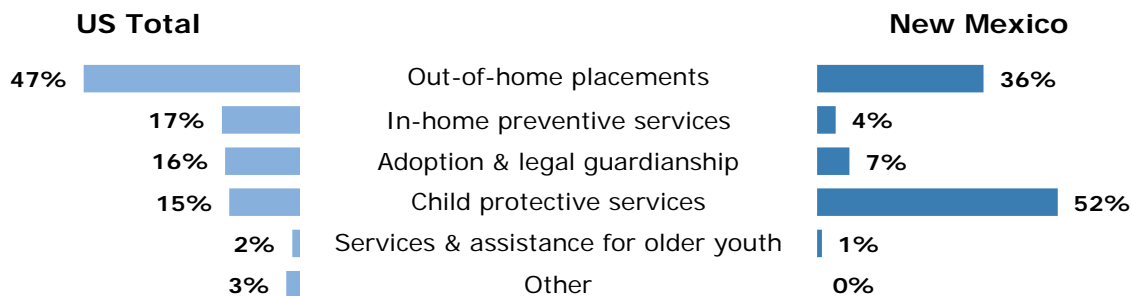 US Total New Mexico
47% Out-of-home placements 36%
17% In-home preventive services 4%
16% Adoption & legal guardianship 7%
15% Child protective services 52%
2% Services & assistance for older youth 1%
3% Other 0%